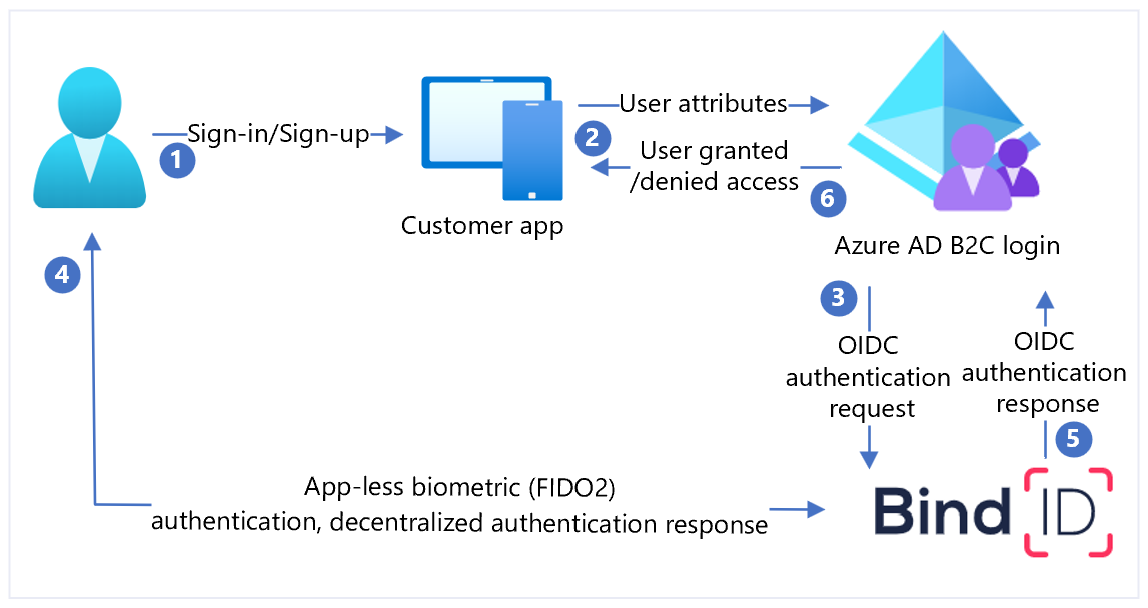 Sign-in/Sign-up
1
Customer app
User attributes
2
User granted
/denied access
6
Azure AD B2C login
3
OIDC
authentication
request
OIDC
authentication
response
5
4
App-less biometric (FIDO2)
authentication, decentralized authentication response
Bind ID